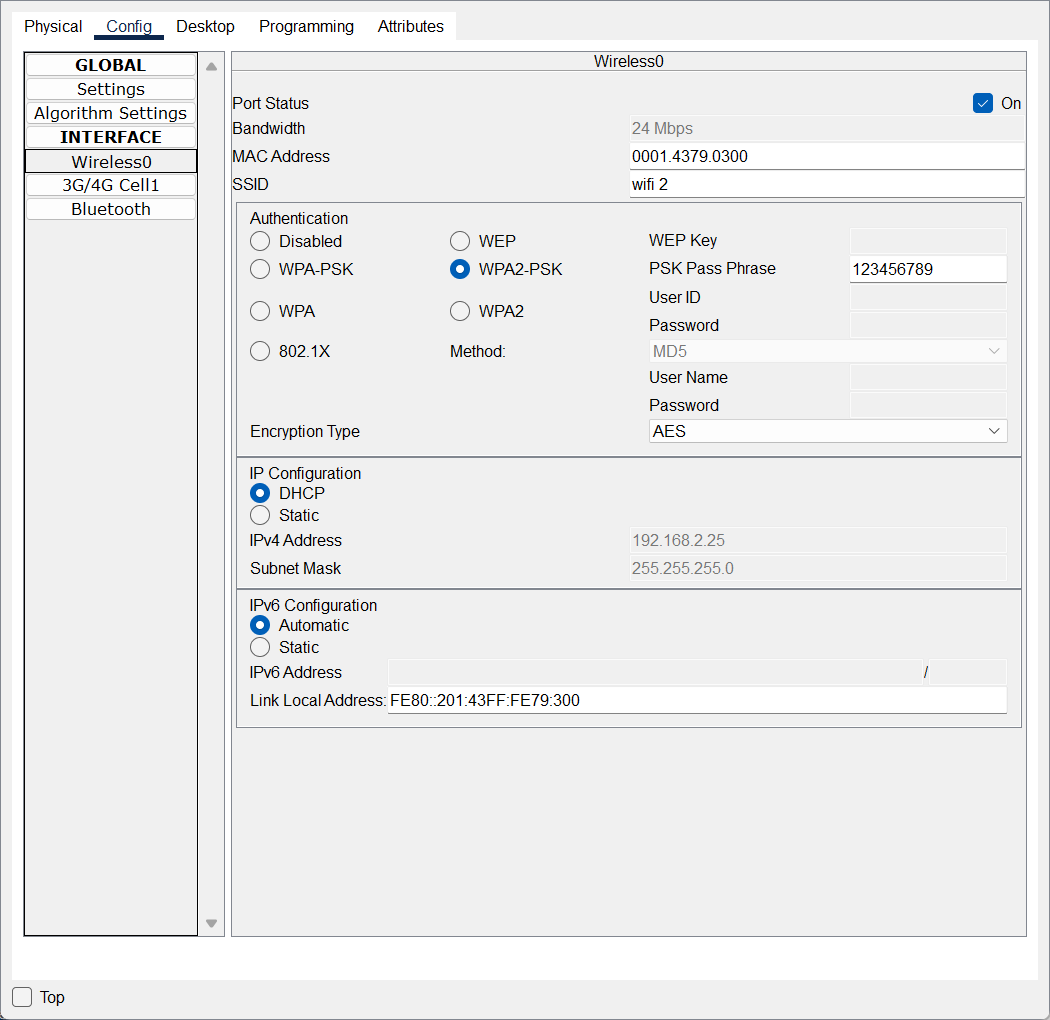 Physical Config Desktop Programming Attributes
GLOBAL
Settings
Algorithm Settings
INTERFACE
Wireless0
3G/4G Cell1
Bluetooth
Wireless0
Port Status On
Bandwidth 24 Mbps
MAC Address 0001.4379.0300
SSID wifi 2
Authentication
Disabled WEP WEP Key
WPA-PSK WPA2-PSK PSK Pass Phrase 123456789
User ID
WPA WPA2
Password
802.1X Method: MD5
User Name
Password
Encryption Type AES
IP Configuration
DHCP
Static
IPv4 Address 192.168.2.25
Subnet Mask 255.255.255.0
IPv6 Configuration
Automatic
Static
IPv6 Address /
Link Local Address: FE80::201:43FF:FE79:300
Top